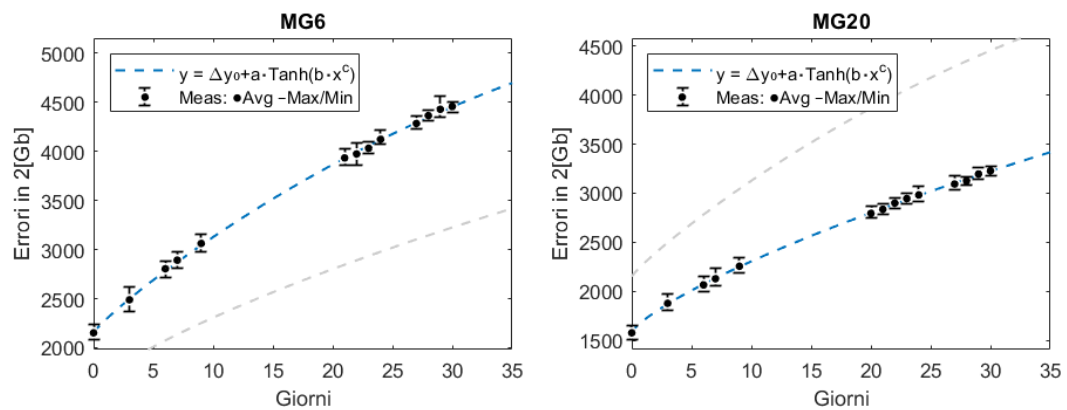 MG6
5000
4500
4000
3500
3000
2500
2000
Errori in 2[Gb]
y = Δy₀+a·Tanh(b·x^c)
Meas: ●Avg −Max/Min
0 5 10 15 20 25 30 35
Giorni
MG20
4500
4000
3500
3000
2500
2000
1500
Errori in 2[Gb]
y = Δy₀+a·Tanh(b·x^c)
Meas: ●Avg −Max/Min
0 5 10 15 20 25 30 35
Giorni